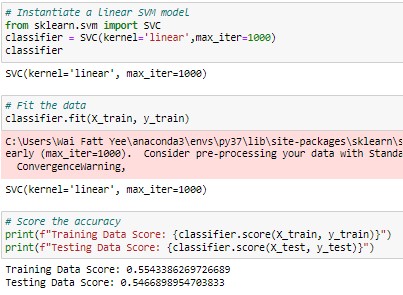 # Instantiate a linear SVM model
from sklearn.svm import SVC
classifier = SVC(kernel='linear',max_iter=1000)
classifier
SVC(kernel='linear', max_iter=1000)
# Fit the data
classifier.fit(X_train, y_train)
C:\Users\Wai Fatt Yee\anaconda3\envs\py37\lib\site-packages\sklearn\s
early (max_iter=1000).  Consider pre-processing your data with Standa
  ConvergenceWarning,
SVC(kernel='linear', max_iter=1000)
# Score the accuracy
print(f"Training Data Score: {classifier.score(X_train, y_train)}")
print(f"Testing Data Score: {classifier.score(X_test, y_test)}")
Training Data Score: 0.5543386269726689
Testing Data Score: 0.5466898954703833